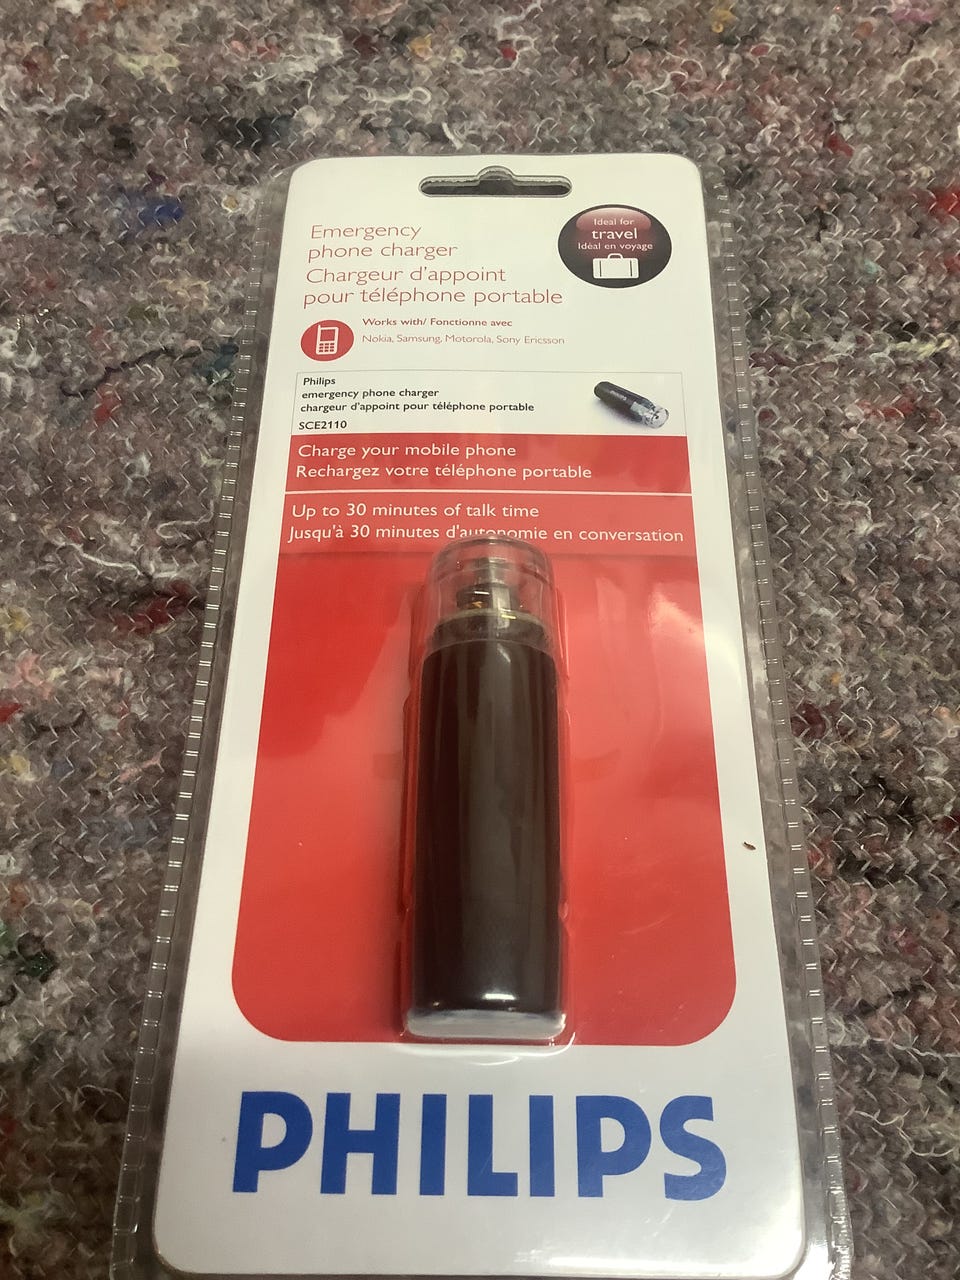 Emergency
phone charger
Chargeur d'appoint
pour téléphone portable
Ideal for
travel
Idéal en voyage
Works with/ Fonctionne avec
Nokia, Samsung, Motorola, Sony Ericsson
Philips
emergency phone charger
chargeur d'appoint pour téléphone portable
SCE2110
PHILIPS
Charge your mobile phone
Rechargez votre téléphone portable
Up to 30 minutes of talk time
Jusqu'à 30 minutes d'autonomie en conversation
PHILIPS